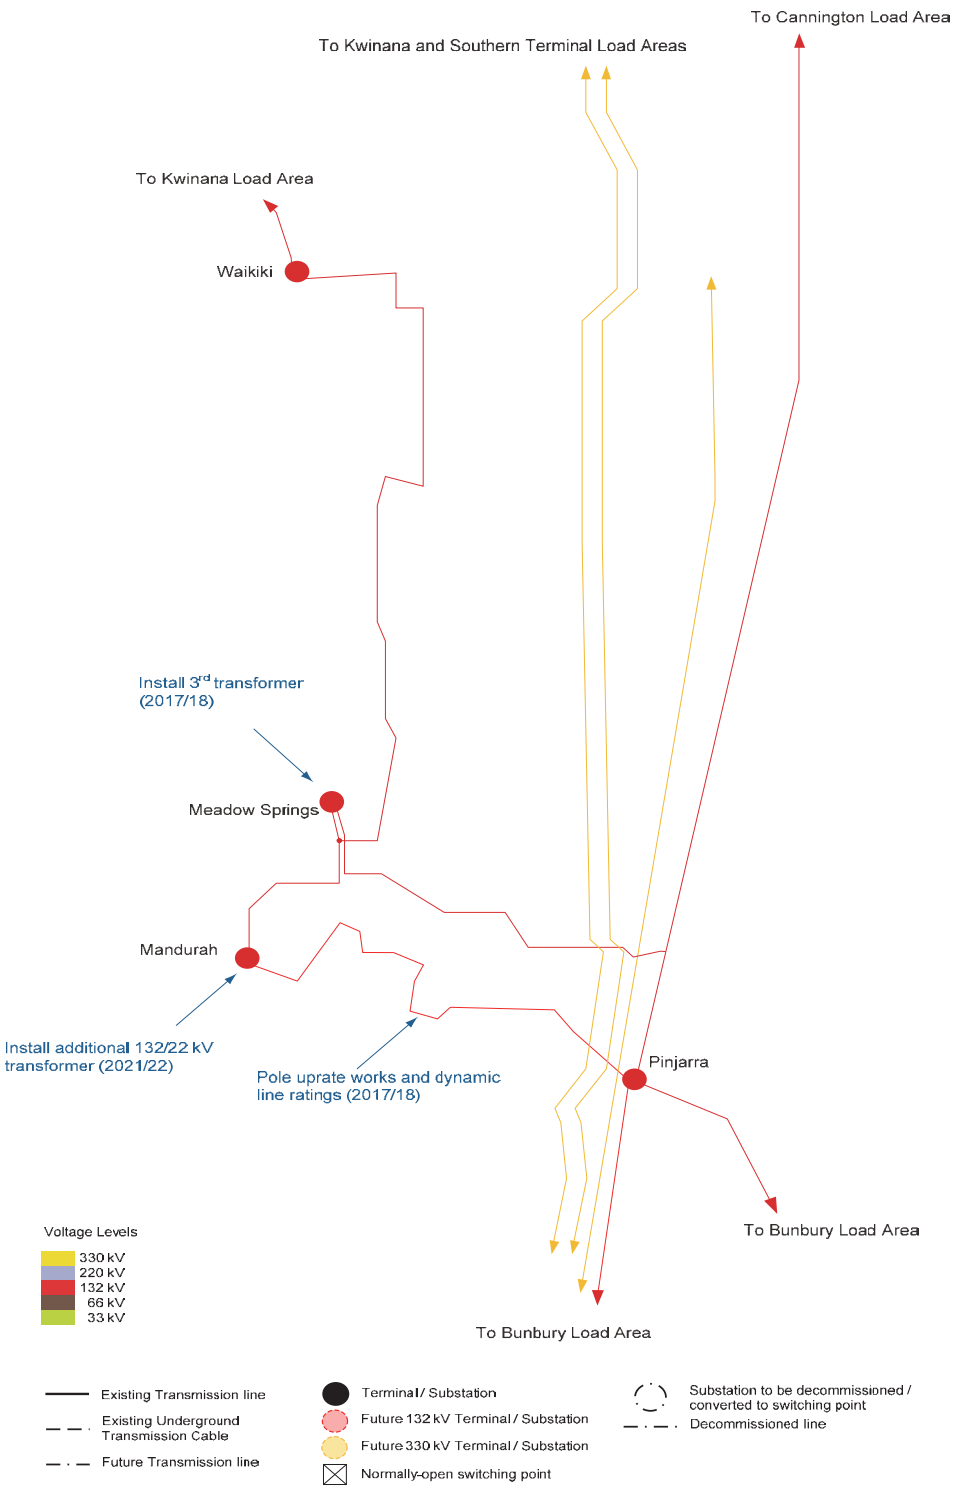 To Cannington Load Area
To Kwinana and Southern Terminal Load Areas
To Kwinana Load Area
Waikiki
Install 3rd transformer
(2017/18)
Meadow Springs
Mandurah
Install additional 132/22 kV
transformer (2021/22)
Pole uprate works and dynamic
line ratings (2017/18)
Pinjarra
To Bunbury Load Area
To Bunbury Load Area
Voltage Levels
330 kV
220 kV
132 kV
66 kV
33 kV
Existing Transmission line
Existing Underground
Transmission Cable
Future Transmission line
Terminal / Substation
Future 132 kV Terminal / Substation
Future 330 kV Terminal / Substation
Normally-open switching point
Substation to be decommissioned /
converted to switching point
Decommissioned line